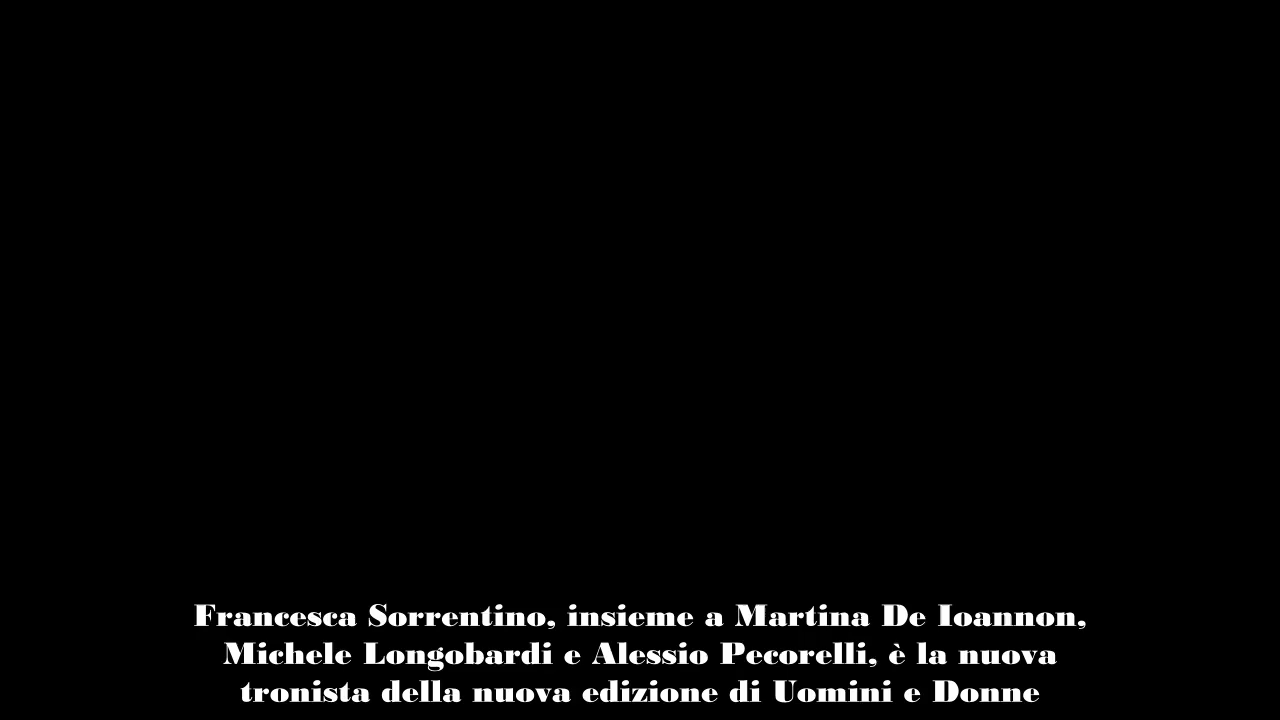 Francesca Sorrentino, insieme a Martina De Ioannon,
Michele Longobardi e Alessio Pecorelli, è la nuova
tronista della nuova edizione di Uomini e Donne